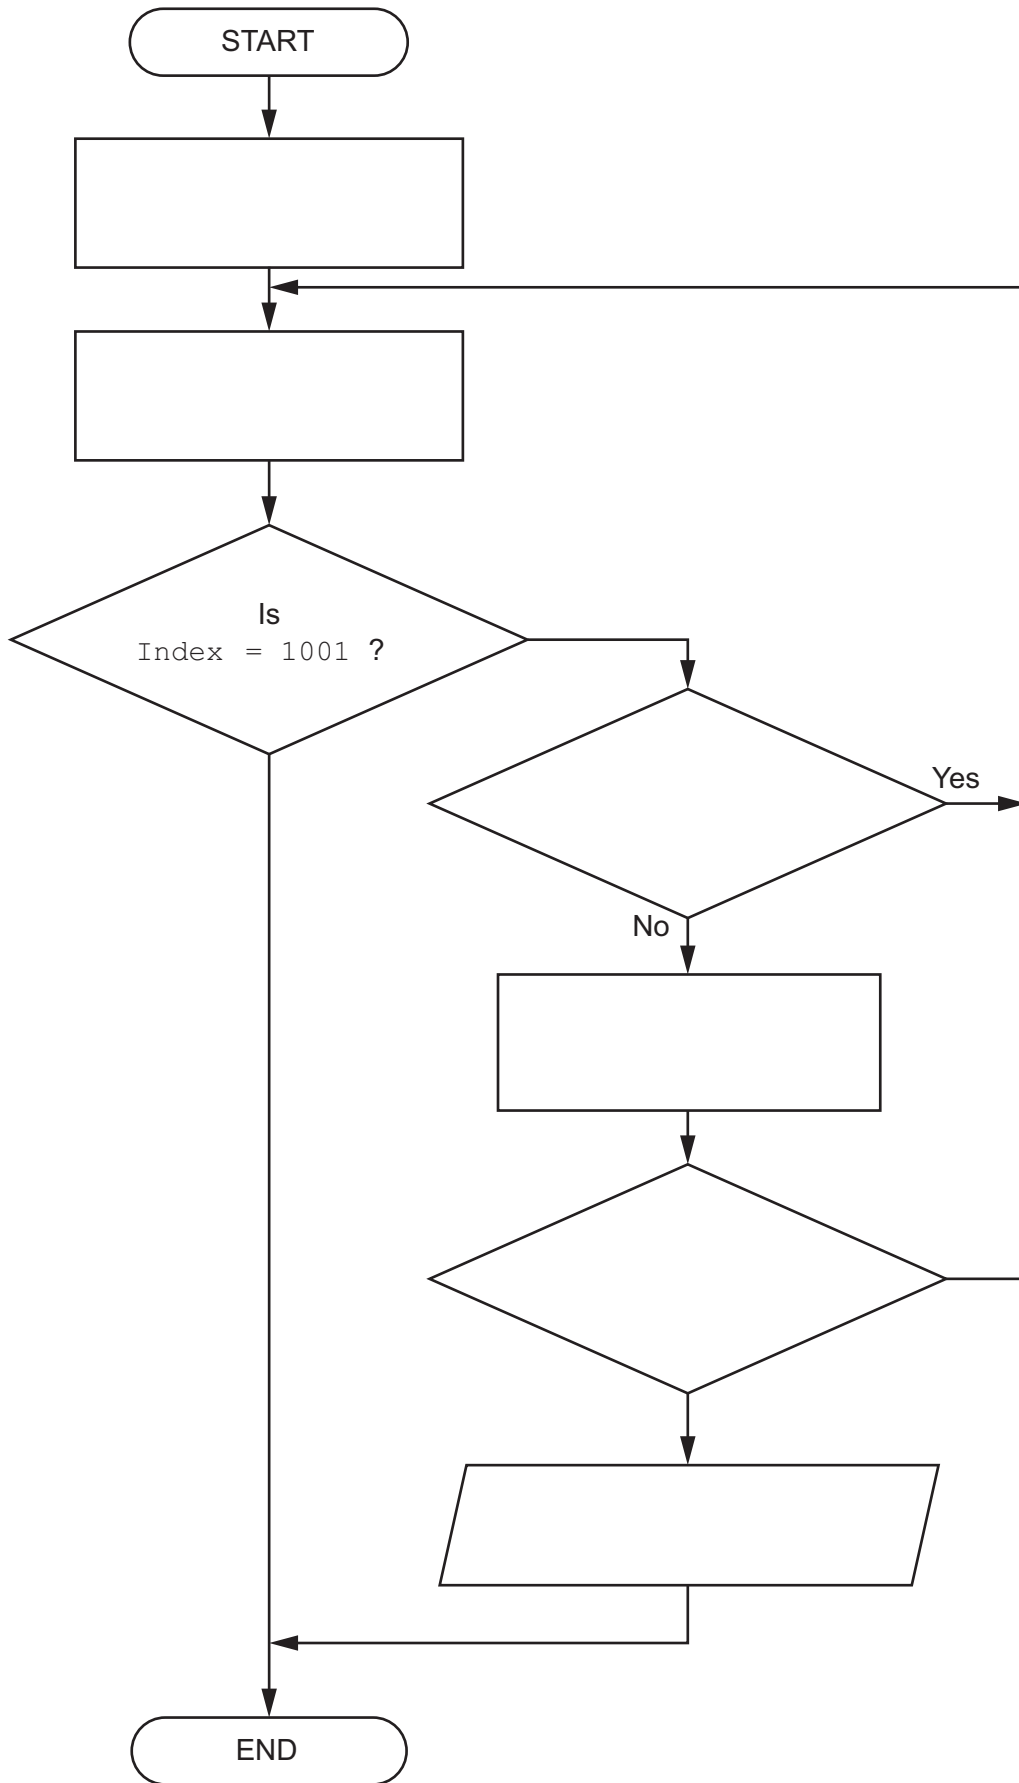 START
Is
Index = 1001 ?
Yes
No
END